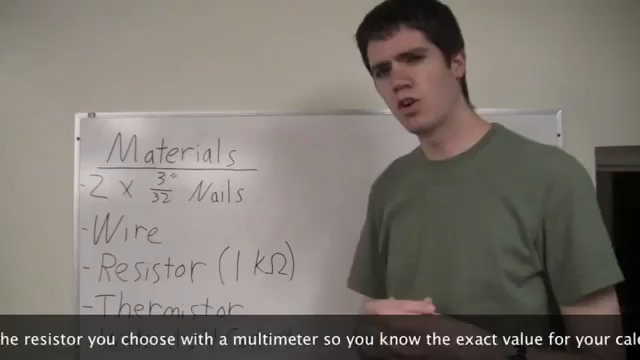 Materials
-2 x 3"/32 Nails
-Wire
-Resistor (1 kΩ)
-Thermistor
he resistor you choose with a multimeter so you know the exact value for your calc